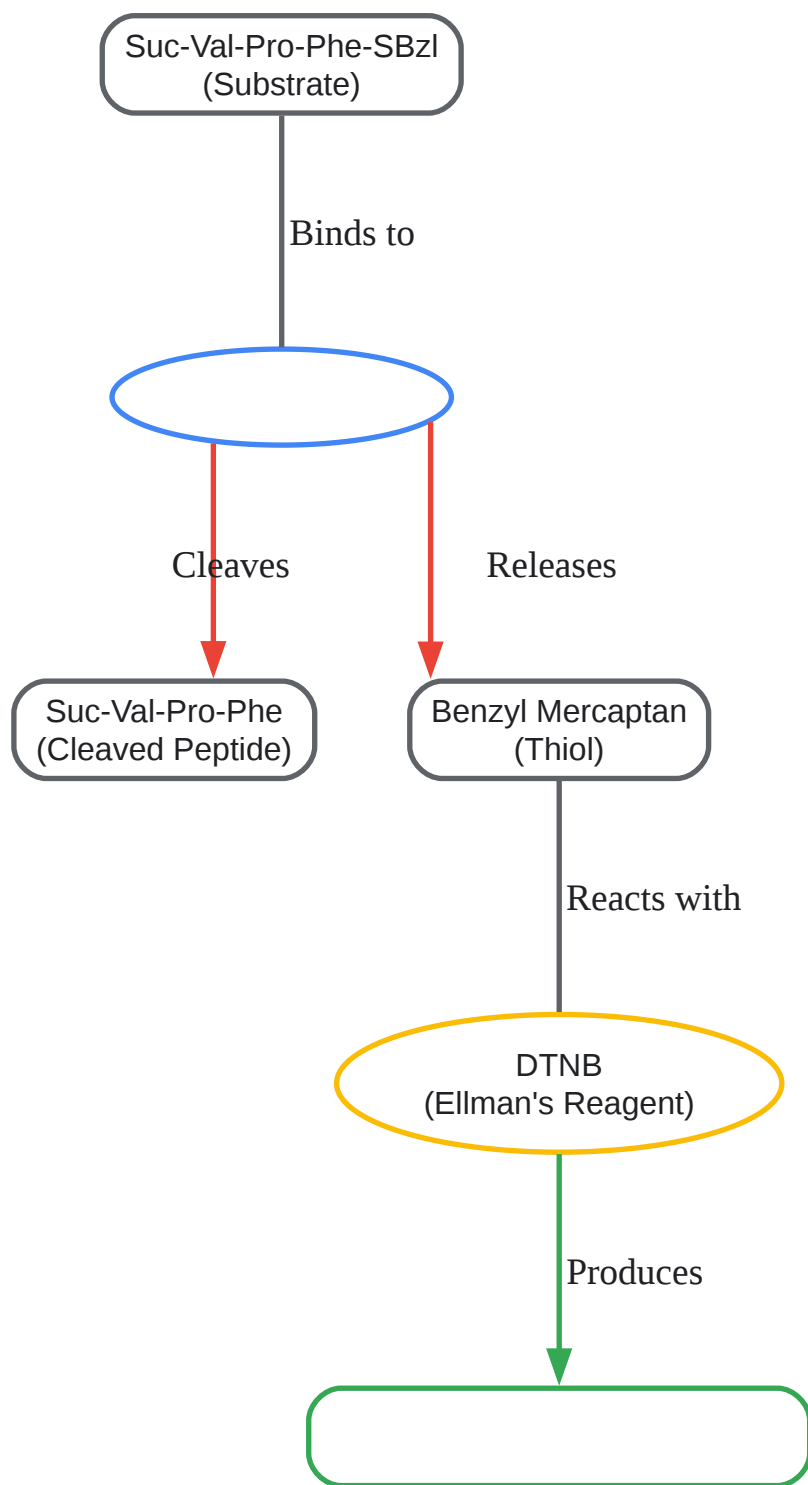 Suc-Val-Pro-Phe-SBzl
(Substrate)
Binds to
Cleaves
Releases
Suc-Val-Pro-Phe
(Cleaved Peptide)
Benzyl Mercaptan
(Thiol)
Reacts with
DTNB
(Ellman's Reagent)
Produces